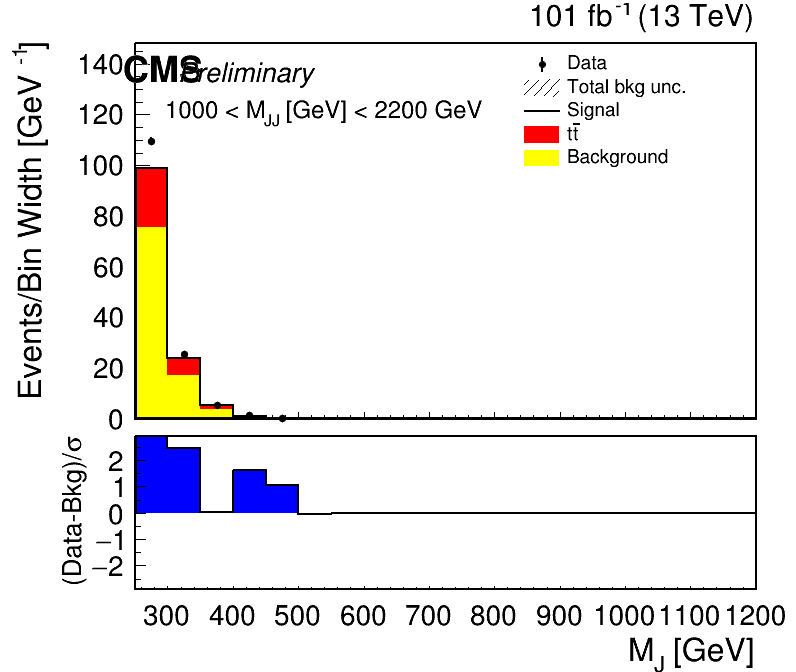 101 fb⁻¹ (13 TeV)
CMS Preliminary
1000 < M_JJ [GeV] < 2200 GeV
Data
Total bkg unc.
Signal
tt̄
Background
Events/Bin Width [GeV⁻¹]
140
120
100
80
60
40
20
0
(Data-Bkg)/σ
2
1
0
−1
−2
300 400 500 600 700 800 900 1000 1100 1200
M_J [GeV]